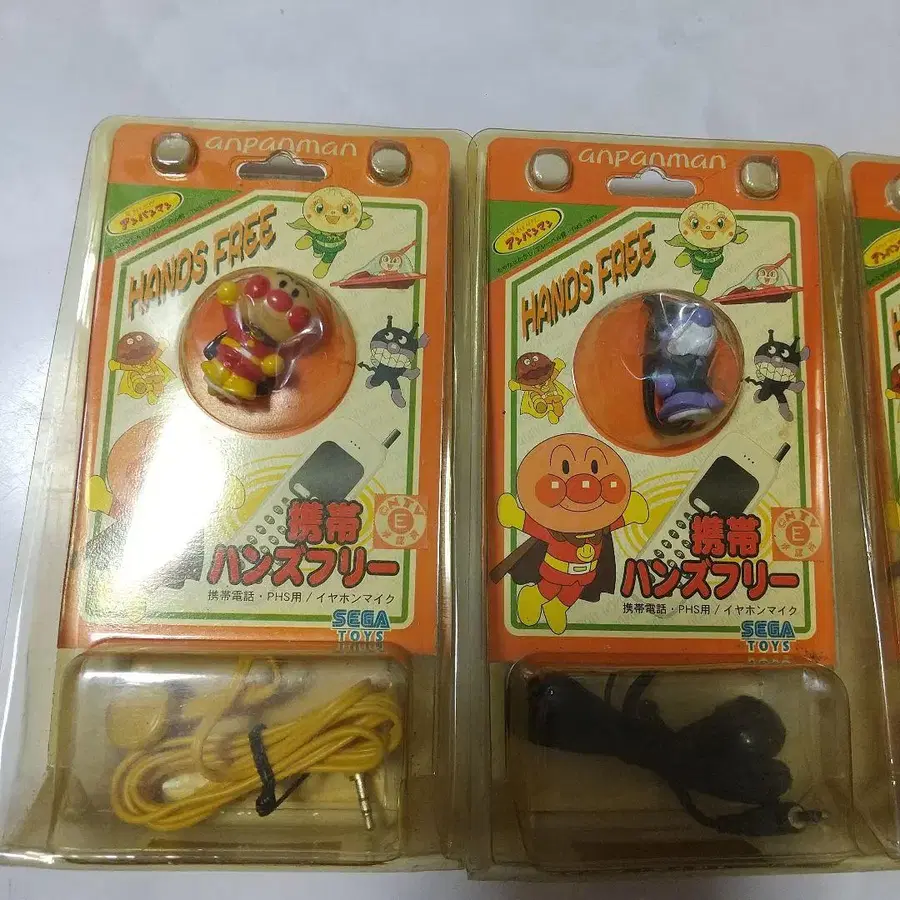 anpanman
アンパンマン
HANDS FREE
E
携帯
ハンズフリー
携帯電話・PHS用 / イヤホンマイク
SEGA
TOYS
anpanman
アンパンマン
HANDS FREE
CNTV
E
携帯
ハンズフリー
携帯電話・PHS用 / イヤホンマイク
SEGA
TOYS